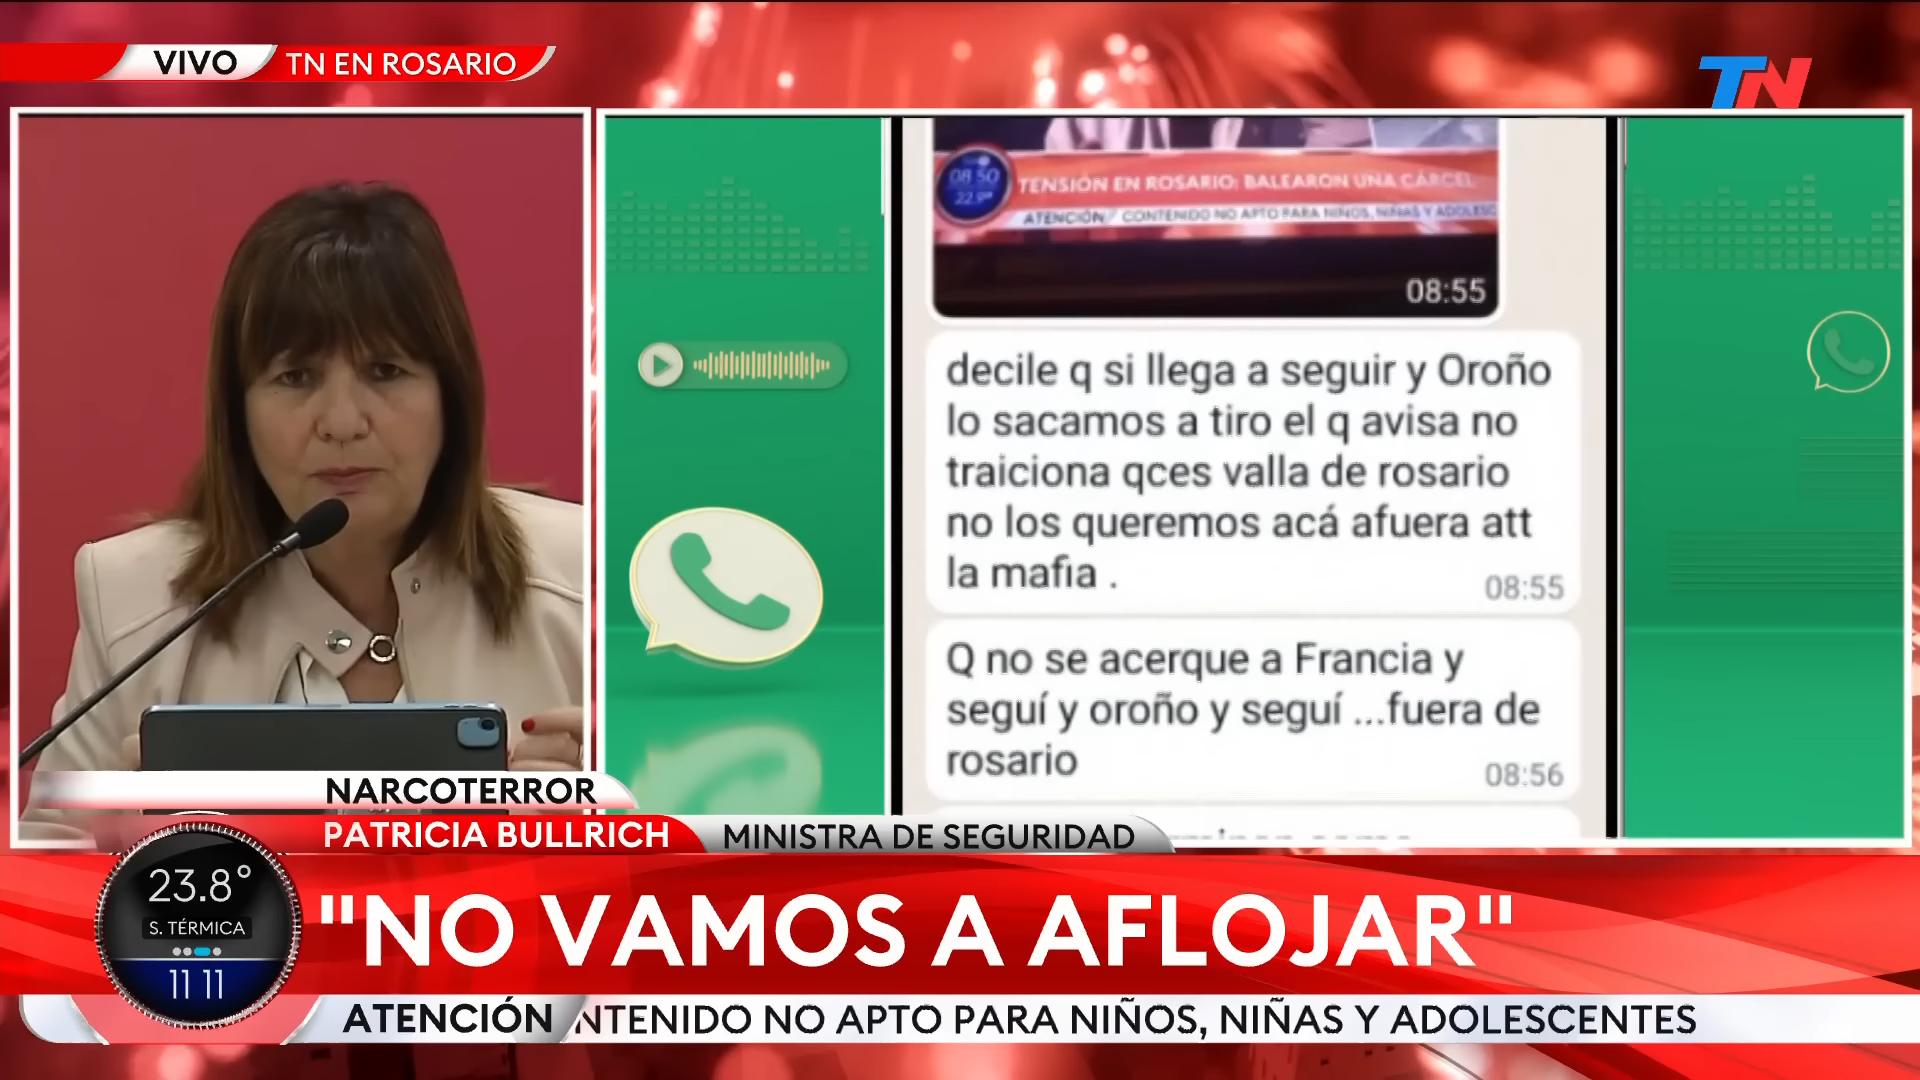 VIVO
TN EN ROSARIO
TN
08:50
22.9°
TENSIÓN EN ROSARIO: BALEARON UNA CÁRCEL
ATENCIÓN
CONTENIDO NO APTO PARA NIÑOS, NIÑAS Y ADOLESC
08:55
decile q si llega a seguir y Oroño
lo sacamos a tiro el q avisa no
traiciona qces valla de rosario
no los queremos acá afuera att
la mafia .
08:55
Q no se acerque a Francia y
seguí y oroño y seguí ...fuera de
rosario
08:56
NARCOTERROR
PATRICIA BULLRICH
MINISTRA DE SEGURIDAD
23.8°
S. TÉRMICA
11 11
"NO VAMOS A AFLOJAR"
ATENCIÓN
NTENIDO NO APTO PARA NIÑOS, NIÑAS Y ADOLESCENTES